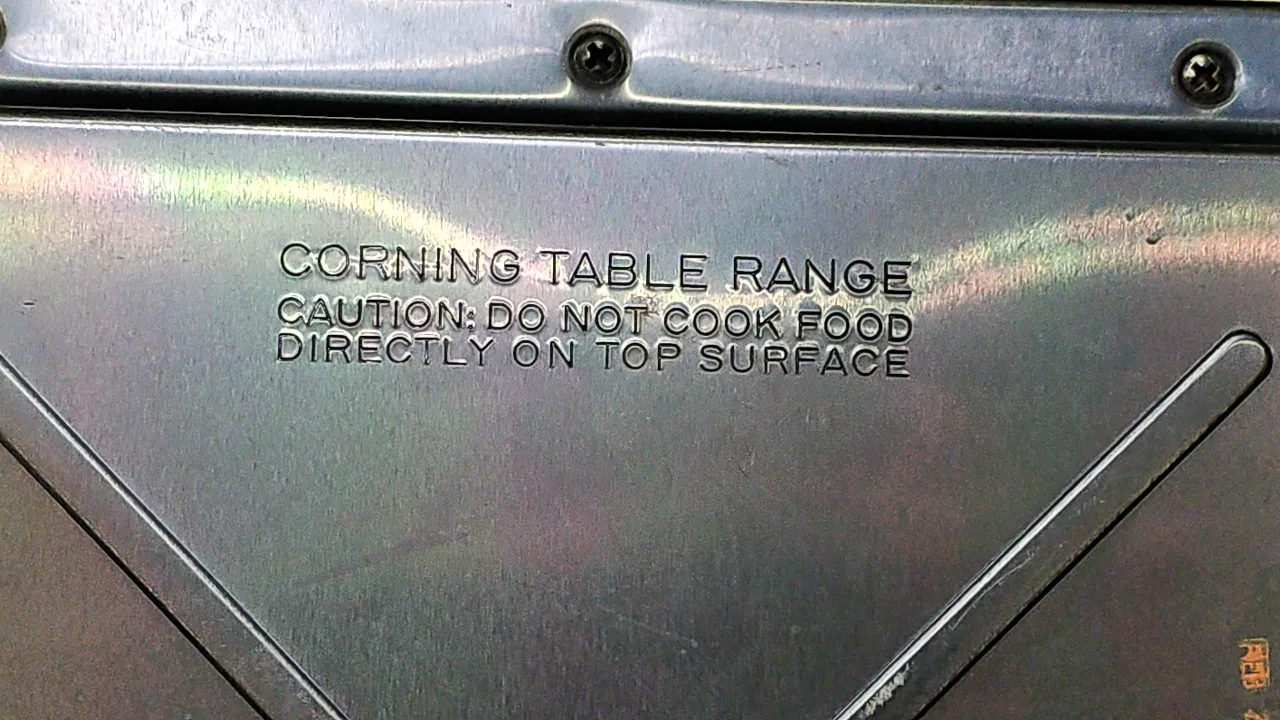 CORNING TABLE RANGE
CAUTION: DO NOT COOK FOOD
DIRECTLY ON TOP SURFACE